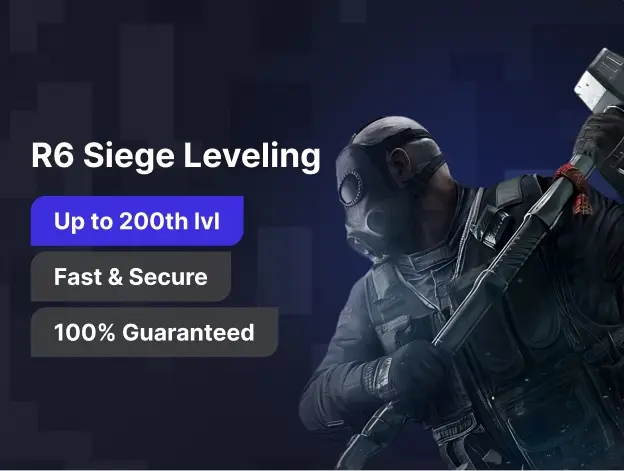 R6 Siege Leveling
Up to 200th lvl
Fast & Secure
100% Guaranteed